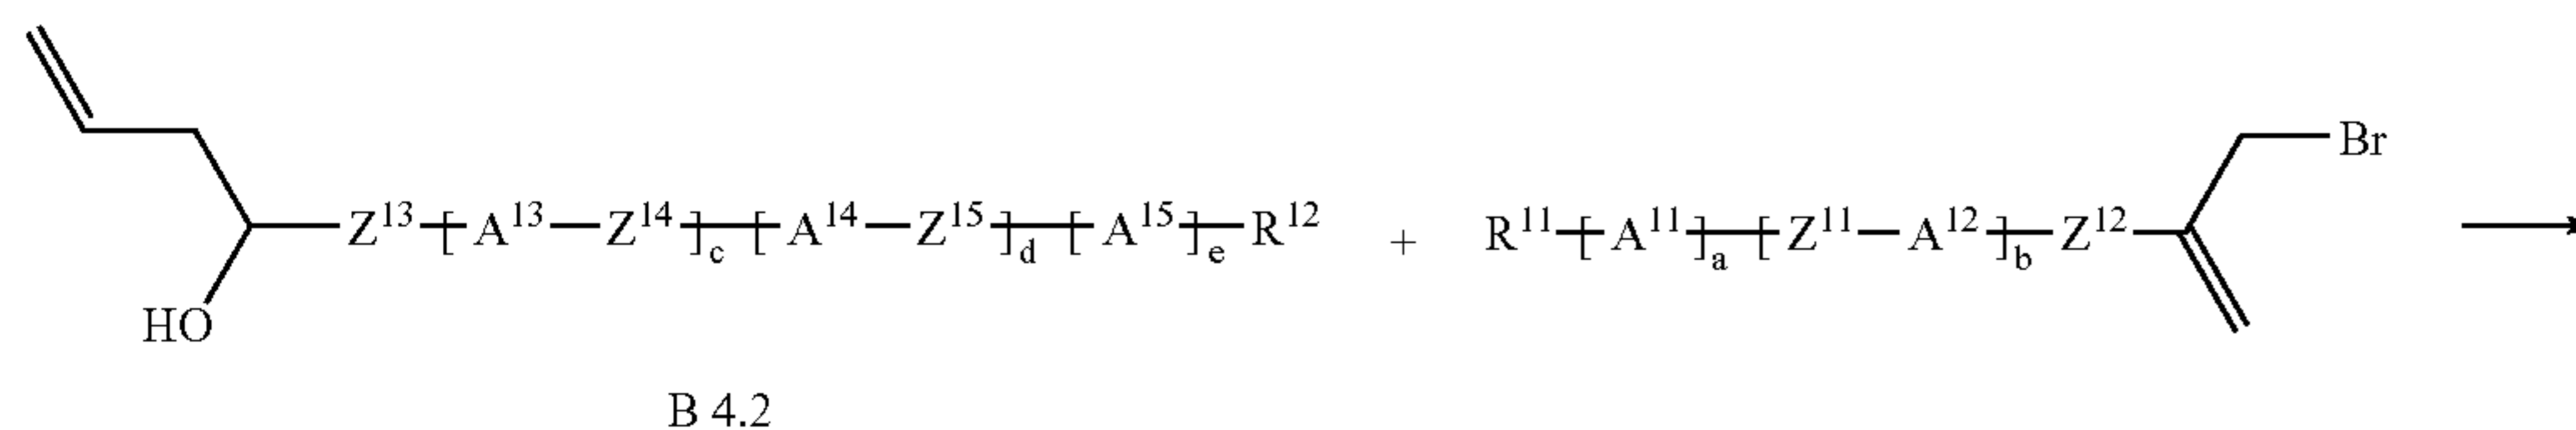 Br
Z¹³-[A¹³—Z¹⁴]c-[A¹⁴—Z¹⁵]d-[A¹⁵]e-R¹² + R¹¹-[A¹¹]a-[Z¹¹—A¹²]b-Z¹²
HO
B 4.2